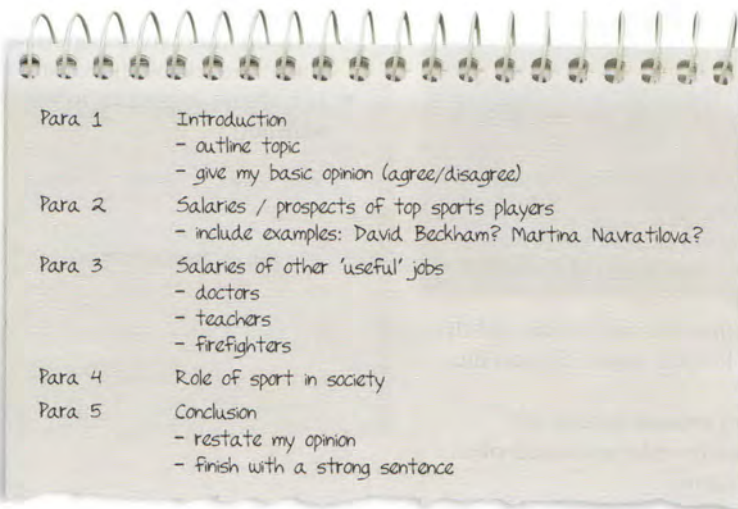 Para 1 Introduction
- outline topic
- give my basic opinion (agree/disagree)
Para 2 Salaries / prospects of top sports players
- include examples: David Beckham? Martina Navratilova?
Para 3 Salaries of other 'useful' jobs
- doctors
- teachers
- firefighters
Para 4 Role of sport in society
Para 5 Conclusion
- restate my opinion
- finish with a strong sentence